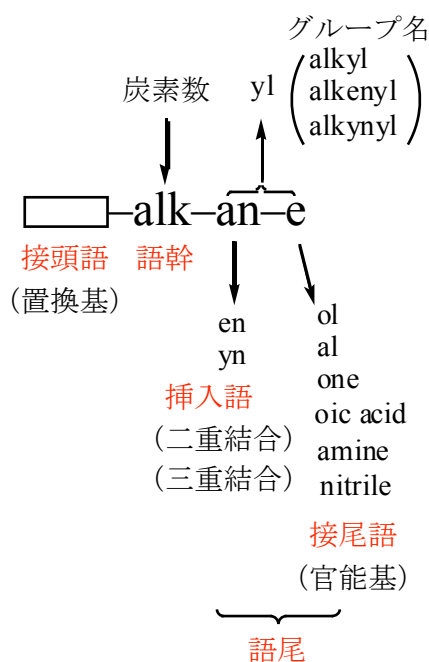 グループ名
炭素数
yl
alkyl
alkenyl
alkynyl
alk–an–e
接頭語
語幹
(置換基)
en
yn
挿入語
(二重結合)
(三重結合)
ol
al
one
oic acid
amine
nitrile
接尾語
(官能基)
語尾